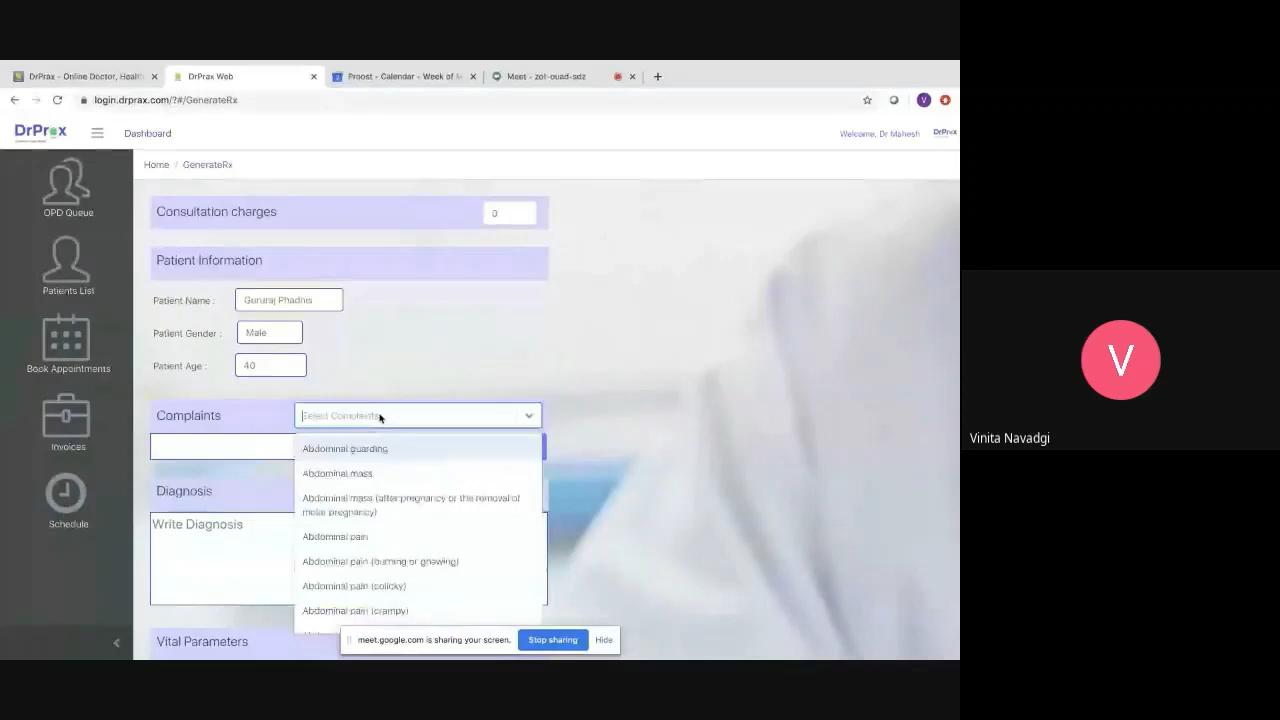 DrPrax - Online Doctor, Health
DrPrax Web
Proost - Calendar - Week of M
Meet - zot-ouad-sdz
login.drprax.com/?#/GenerateRx
V
DrPrax
Dashboard
Welcome, Dr Mahesh
DrPrax
OPD Queue
Patients List
Book Appointments
Invoices
Schedule
Home / GenerateRx
Consultation charges
0
Patient Information
Patient Name :
Gururaj Phadnis
Patient Gender :
Male
Patient Age :
40
Complaints
Select Complaints
Abdominal guarding
Abdominal mass
Abdominal mass (after pregnancy or the removal of
molar pregnancy)
Abdominal pain
Abdominal pain (burning or gnawing)
Abdominal pain (colicky)
Abdominal pain (crampy)
Diagnosis
Write Diagnosis
Vital Parameters
meet.google.com is sharing your screen.
Stop sharing
Hide
V
Vinita Navadgi